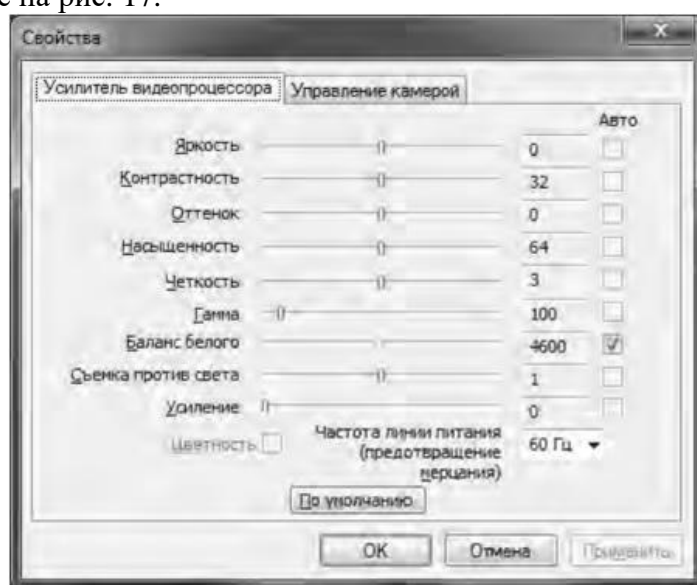 на рис. 17.
Свойства
Усилитель видеопроцессора Управление камерой
Авто
Яркость 0
Контрастность 32
Оттенок 0
Насыщенность 64
Четкость 3
Гамма 100
Баланс белого 4600
Съемка против света 1
Усиление 0
Цветность Частота линии питания (предотвращение мерцания) 60 Гц
По умолчанию
OK Отмена Применить